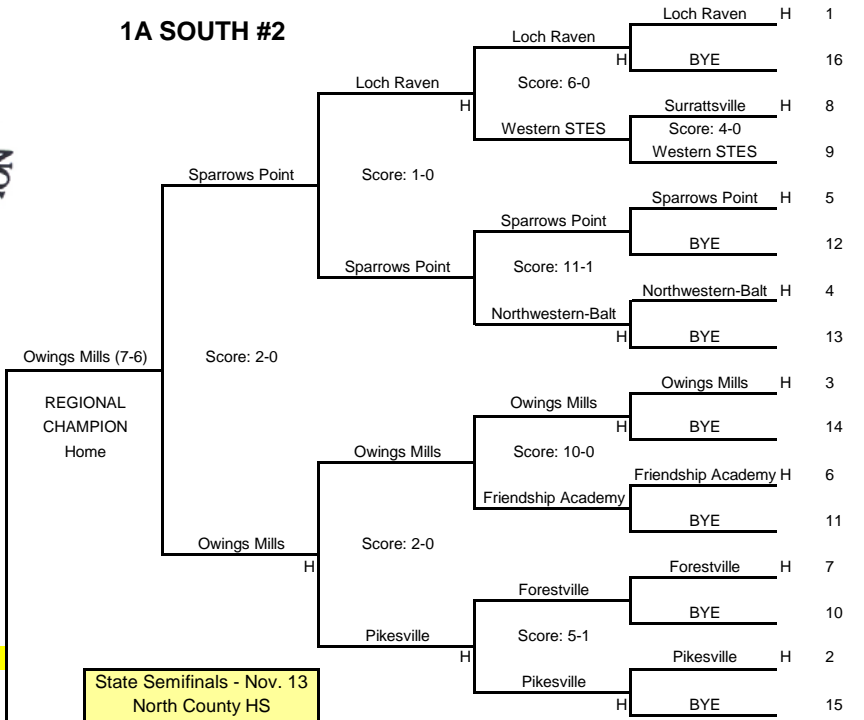 1A SOUTH #2
Loch Raven H 1
Loch Raven
H BYE 16
Loch Raven Score: 6-0
H Surrattsville H 8
Western STES Score: 4-0
Western STES 9
Sparrows Point Score: 1-0
Sparrows Point H 5
Sparrows Point
BYE 12
Sparrows Point Score: 11-1
Northwestern-Balt H 4
Northwestern-Balt
H BYE 13
Owings Mills (7-6) Score: 2-0
Owings Mills H 3
REGIONAL
Owings Mills
CHAMPION
H BYE 14
Home
Owings Mills Score: 10-0
Friendship Academy H 6
Friendship Academy
BYE 11
Owings Mills Score: 2-0
H
Forestville H 7
Forestville
BYE 10
Pikesville Score: 5-1
H Pikesville H 2
State Semifinals - Nov. 13
Pikesville
North County HS
H BYE 15